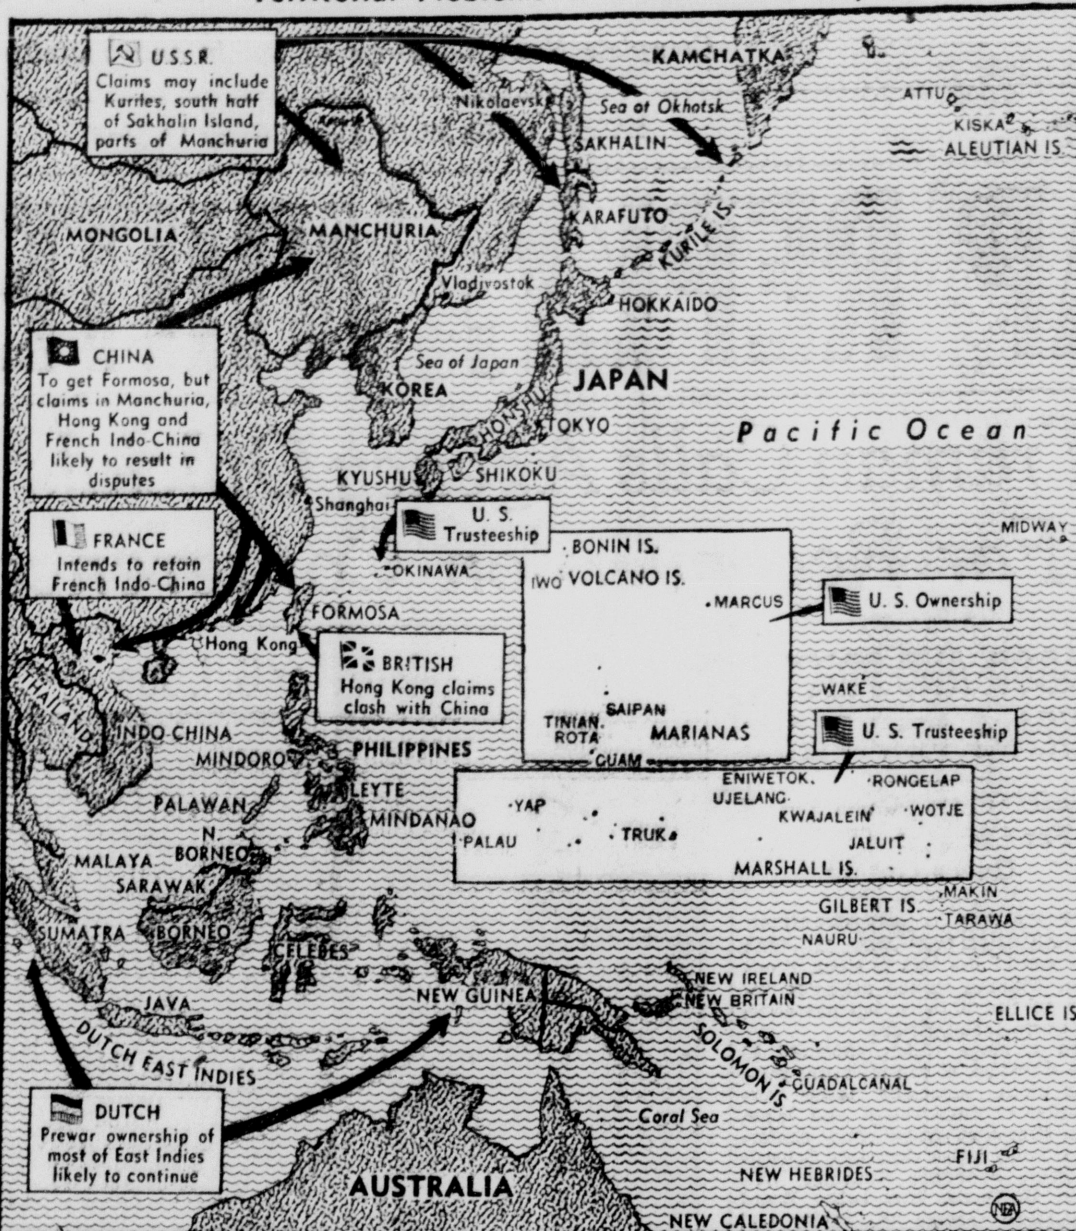 U.S.S.R.
Claims may include
Kuriles, south half
of Sakhalin Island,
parts of Manchuria
KAMCHATKA
Nikolaevsk
Sea of Okhotsk
ATTU
KISKA
ALEUTIAN IS.
SAKHALIN
KARAFUTO
KURILE IS.
MONGOLIA
MANCHURIA
Vladivostok
HOKKAIDO
CHINA
To get Formosa, but
claims in Manchuria,
Hong Kong and
French Indo-China
likely to result in
disputes
Sea of Japan
KOREA
JAPAN
HONSHU
TOKYO
Pacific Ocean
KYUSHU
SHIKOKU
Shanghai
U. S.
Trusteeship
MIDWAY
FRANCE
Intends to retain
French Indo-China
OKINAWA
BONIN IS.
IWO VOLCANO IS.
MARCUS
U. S. Ownership
FORMOSA
Hong Kong
BRITISH
Hong Kong claims
clash with China
WAKE
THAILAND
INDO CHINA
SAIPAN
TINIAN
ROTA
MARIANAS
GUAM
U. S. Trusteeship
MINDORO
PHILIPPINES
LEYTE
PALAWAN
MINDANAO
ENIWETOK
RONGELAP
UJELANG
YAP
KWAJALEIN
WOTJE
PALAU
TRUK
JALUIT
MARSHALL IS.
MALAYA
N
BORNEO
SARAWAK
MAKIN
GILBERT IS.
TARAWA
SUMATRA
BORNEO
CELEBES
NAURU
NEW GUINEA
NEW IRELAND
NEW BRITAIN
JAVA
ELLICE IS
DUTCH EAST INDIES
SOLOMON IS.
GUADALCANAL
DUTCH
Prewar ownership of
most of East Indies
likely to continue
Coral Sea
FIJI
AUSTRALIA
NEW HEBRIDES
NEW CALEDONIA
NEA